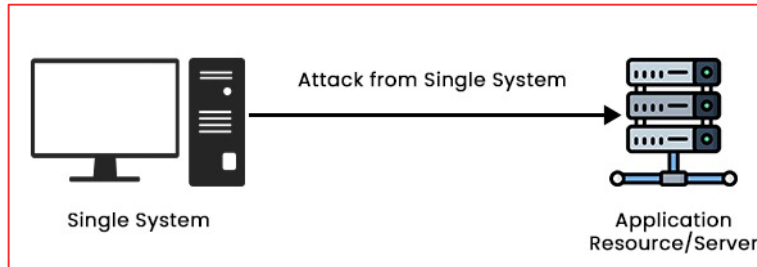 Attack from Single System
Single System
Application
Resource/Server